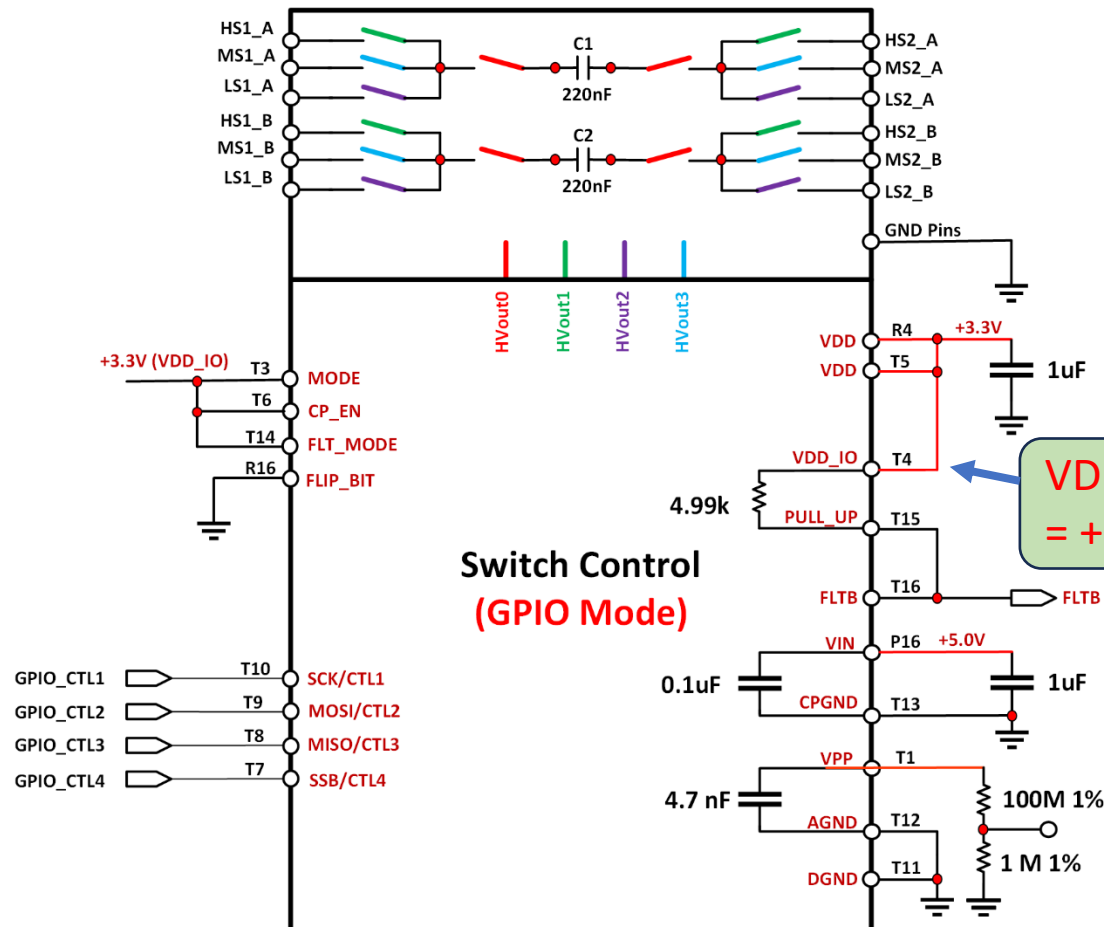 HS1_A
MS1_A
LS1_A
HS1_B
MS1_B
LS1_B
C1
220nF
C2
220nF
HS2_A
MS2_A
LS2_A
HS2_B
MS2_B
LS2_B
GND Pins
HVout0
HVout1
HVout2
HVout3
+3.3V (VDD_IO)
T3 MODE
T6 CP_EN
T14 FLT_MODE
R16 FLIP_BIT
VDD R4 +3.3V
VDD T5
1uF
VDD_IO T4
4.99k
PULL_UP T15
FLTB T16 FLTB
VD
= +
Switch Control
(GPIO Mode)
VIN P16 +5.0V
0.1uF
1uF
CPGND T13
GPIO_CTL1 T10 SCK/CTL1
GPIO_CTL2 T9 MOSI/CTL2
GPIO_CTL3 T8 MISO/CTL3
GPIO_CTL4 T7 SSB/CTL4
VPP T1
4.7 nF
100M 1%
AGND T12
1 M 1%
DGND T11